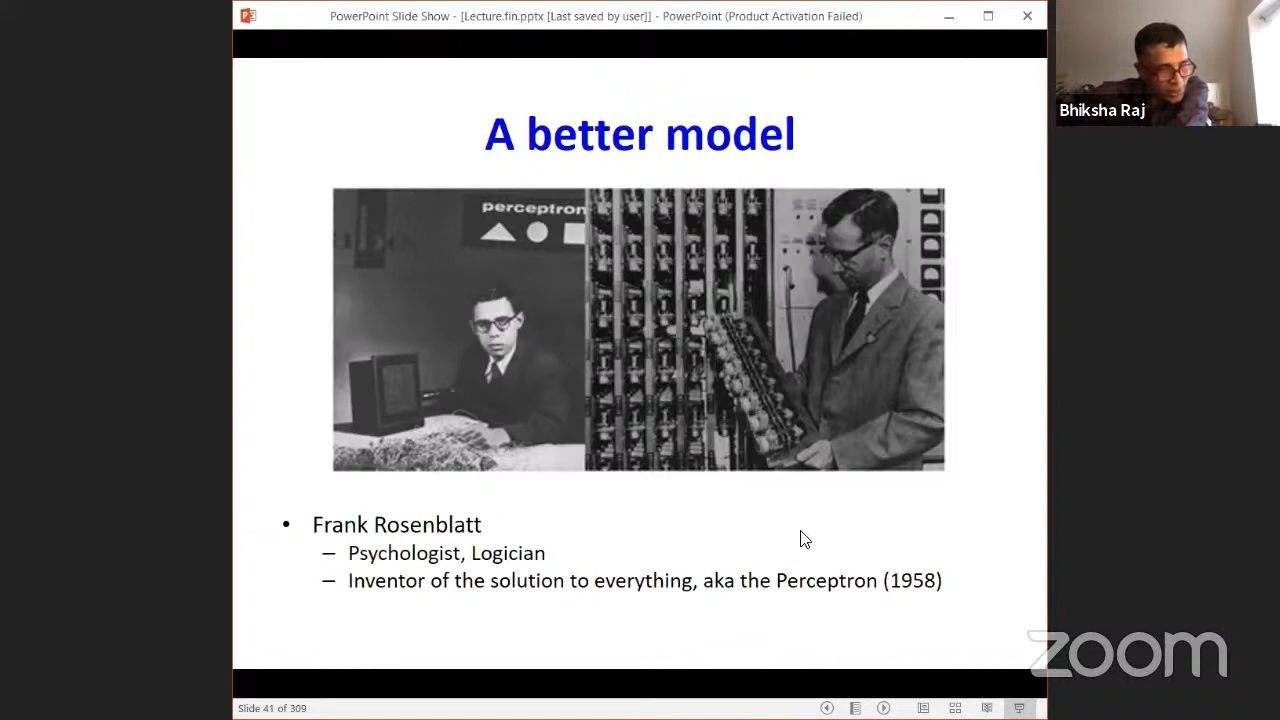 PowerPoint Slide Show - [Lecture.fin.pptx [Last saved by user]] - PowerPoint (Product Activation Failed)
Bhiksha Raj
A better model
perceptron
• Frank Rosenblatt
– Psychologist, Logician
– Inventor of the solution to everything, aka the Perceptron (1958)
zoom
Slide 41 of 309